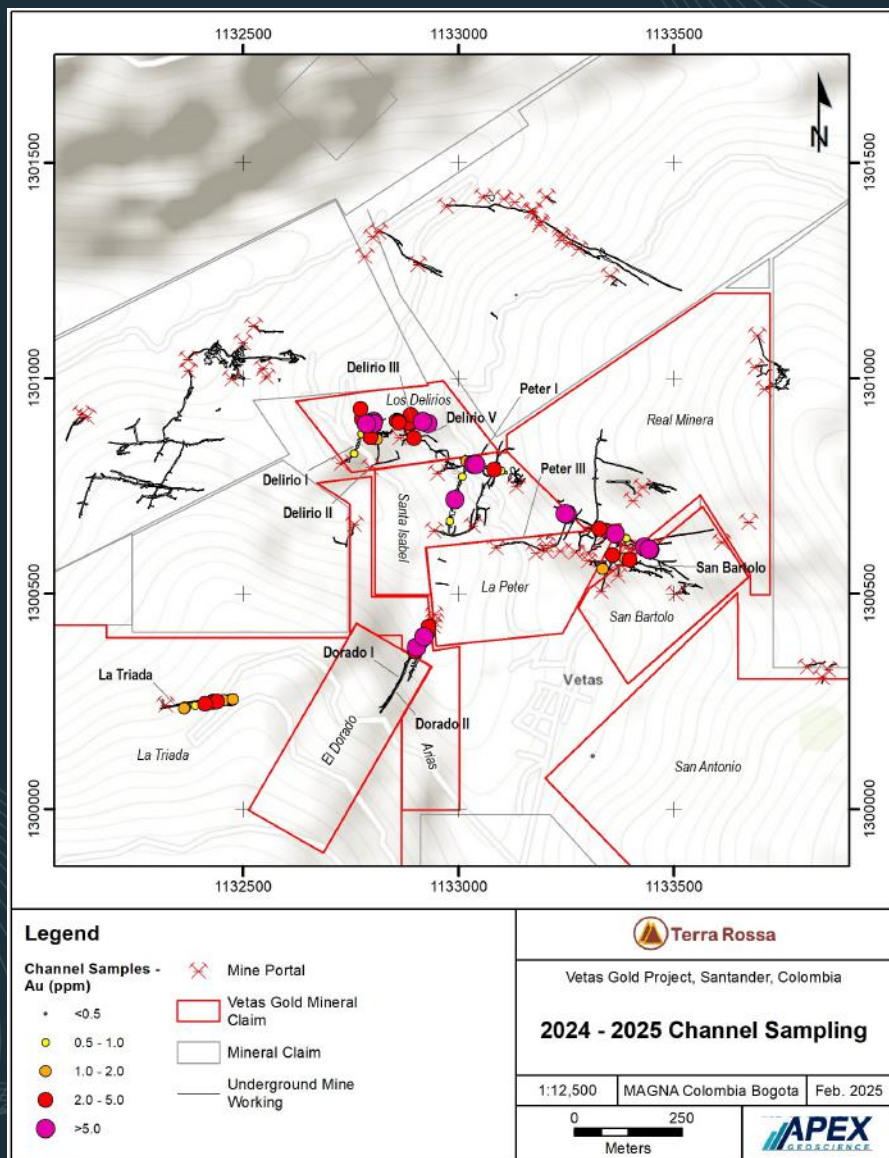 1132500
1133000
1133500
1301500
1301500
N
1301000
1301000
Delirio III
Los Delirios
Peter I
Delirio V
Real Minera
Delirio I
Peter III
Delirio II
Santa Isabel
San Bartolo
La Peter
San Bartolo
1300500
1300500
La Triada
Dorado I
Vetas
Dorado II
El Dorado
La Triada
Arias
San Antonio
1300000
1300000
1132500
1133000
1133500
Legend
Channel Samples -
Au (ppm)
<0.5
0.5 - 1.0
1.0 - 2.0
2.0 - 5.0
>5.0
Mine Portal
Vetas Gold Mineral
Claim
Mineral Claim
Underground Mine
Working
Terra Rossa
Vetas Gold Project, Santander, Colombia
2024 - 2025 Channel Sampling
1:12,500
MAGNA Colombia Bogota
Feb. 2025
0
250
Meters
APEX
GEOSCIENCE